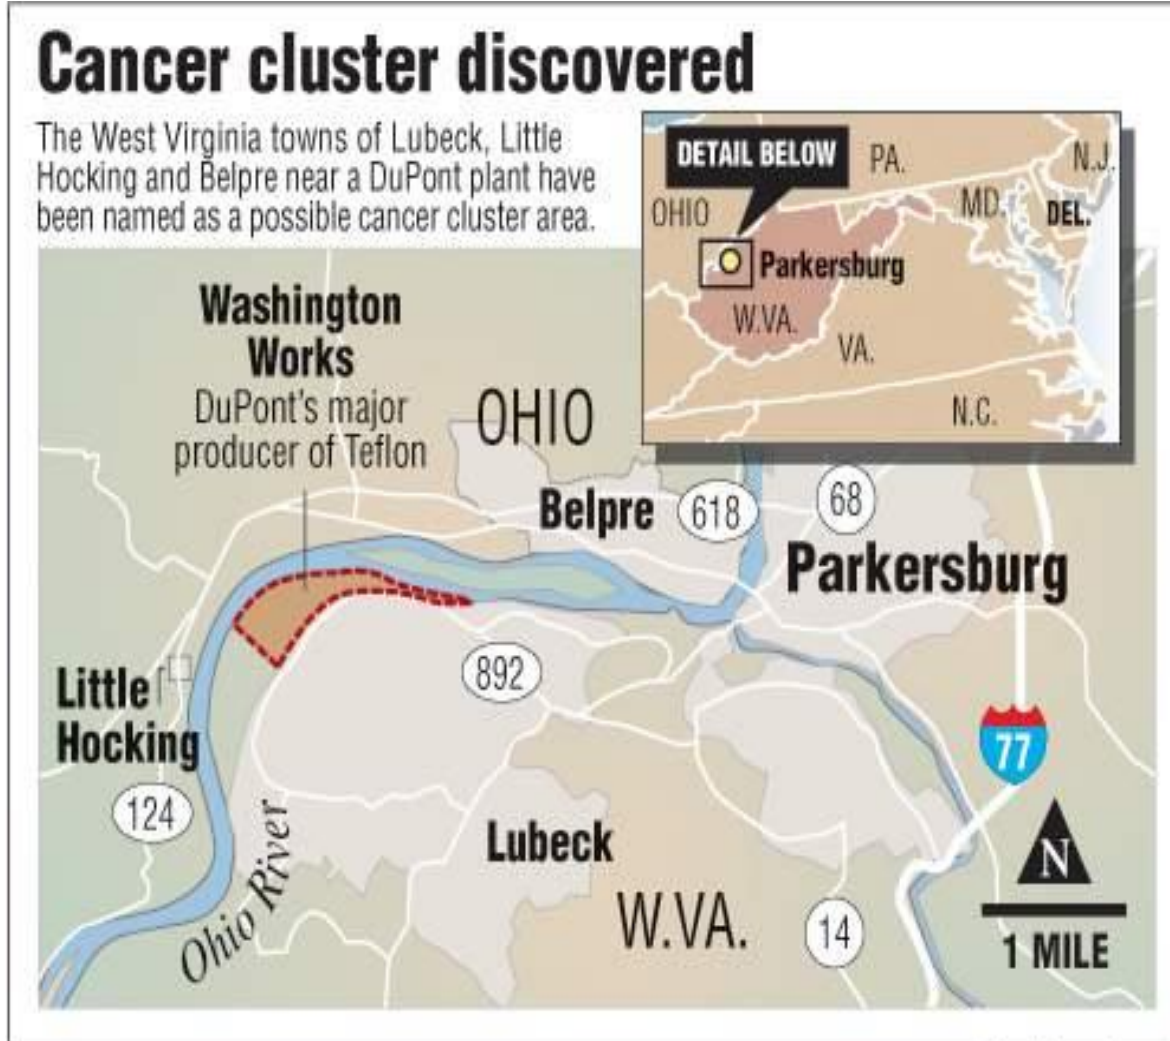 Cancer cluster discovered
The West Virginia towns of Lubeck, Little
Hocking and Belpre near a DuPont plant have
been named as a possible cancer cluster area.
DETAIL BELOW
PA.
N.J.
OHIO
MD.
DEL.
Parkersburg
W.VA.
VA.
N.C.
Washington
Works
DuPont's major
producer of Teflon
OHIO
Belpre
618
68
Parkersburg
892
Little
Hocking
77
124
Ohio River
Lubeck
N
W.VA.
14
1 MILE